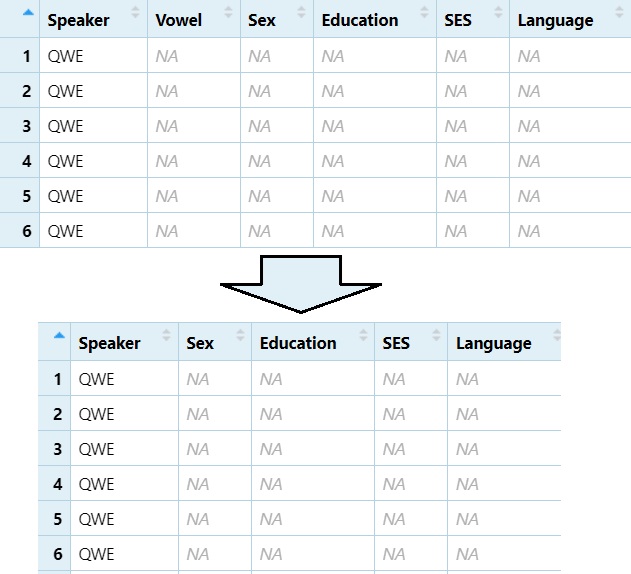 Speaker Vowel Sex Education SES Language
1 QWE NA NA NA NA NA
2 QWE NA NA NA NA NA
3 QWE NA NA NA NA NA
4 QWE NA NA NA NA NA
5 QWE NA NA NA NA NA
6 QWE NA NA NA NA NA
Speaker Sex Education SES Language
1 QWE NA NA NA NA
2 QWE NA NA NA NA
3 QWE NA NA NA NA
4 QWE NA NA NA NA
5 QWE NA NA NA NA
6 QWE NA NA NA NA